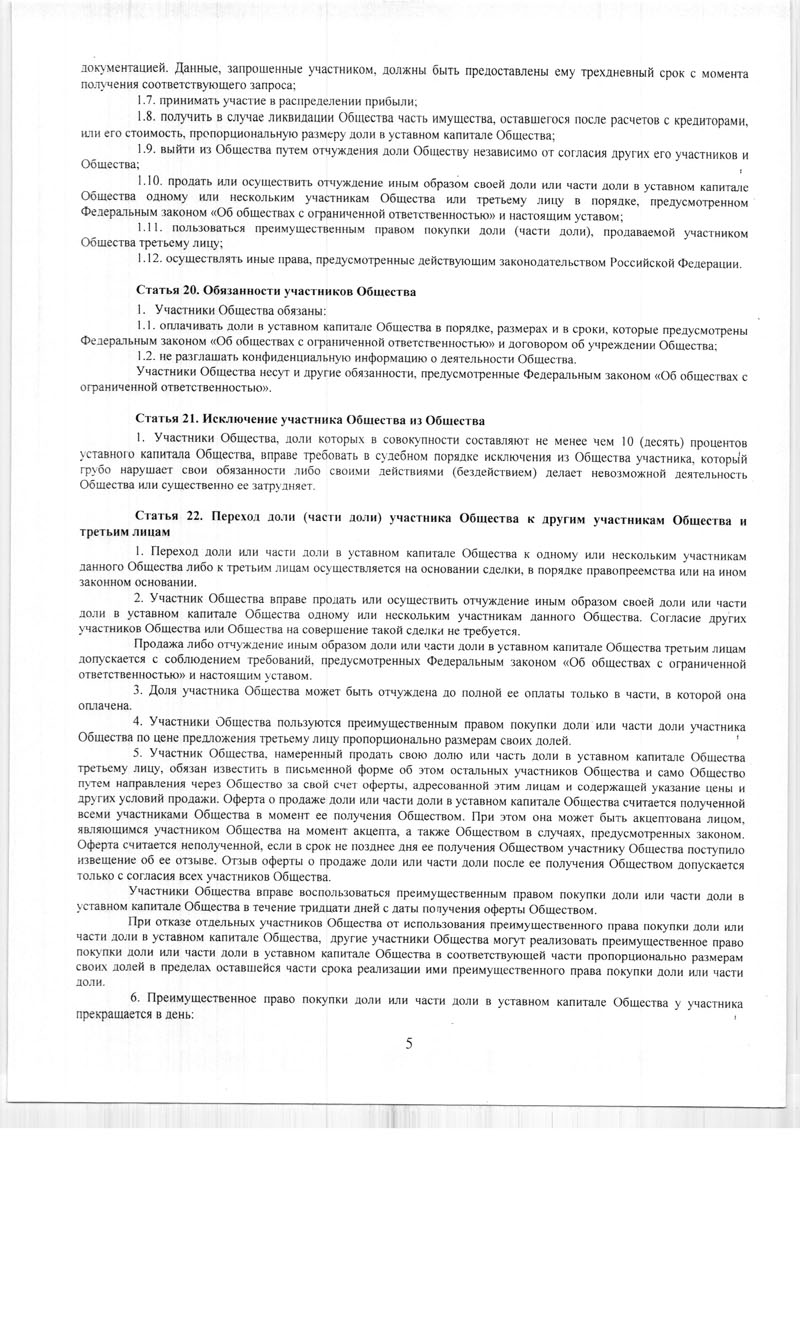 документацией. Данные, запрошенные участником, должны быть предоставлены ему трехдневный срок с момента
получения соответствующего запроса;
1.7. принимать участие в распределении прибыли;
1.8. получить в случае ликвидации Общества часть имущества, оставшегося после расчетов с кредиторами,
или его стоимость, пропорциональную размеру доли в уставном капитале Общества;
1.9. выйти из Общества путем отчуждения доли Обществу независимо от согласия других его участников и
Общества;
1.10. продать или осуществить отчуждение иным образом своей доли или части доли в уставном капитале
Общества одному или нескольким участникам Общества или третьему лицу в порядке, предусмотренном
Федеральным законом «Об обществах с ограниченной ответственностью» и настоящим уставом;
1.11. пользоваться преимущественным правом покупки доли (части доли), продаваемой участником
Общества третьему лицу;
1.12. осуществлять иные права, предусмотренные действующим законодательством Российской Федерации.
Статья 20. Обязанности участников Общества
1. Участники Общества обязаны:
1.1. оплачивать доли в уставном капитале Общества в порядке, размерах и в сроки, которые предусмотрены
Федеральным законом «Об обществах с ограниченной ответственностью» и договором об учреждении Общества;
1.2. не разглашать конфиденциальную информацию о деятельности Общества.
Участники Общества несут и другие обязанности, предусмотренные Федеральным законом «Об обществах с
ограниченной ответственностью».
Статья 21. Исключение участника Общества из Общества
1. Участники Общества, доли которых в совокупности составляют не менее чем 10 (десять) процентов
уставного капитала Общества, вправе требовать в судебном порядке исключения из Общества участника, который
грубо нарушает свои обязанности либо своими действиями (бездействием) делает невозможной деятельность
Общества или существенно ее затрудняет.
Статья 22. Переход доли (части доли) участника Общества к другим участникам Общества и
третьим лицам
1. Переход доли или части доли в уставном капитале Общества к одному или нескольким участникам
данного Общества либо к третьим лицам осуществляется на основании сделки, в порядке правопреемства или на ином
законном основании.
2. Участник Общества вправе продать или осуществить отчуждение иным образом своей доли или части
доли в уставном капитале Общества одному или нескольким участникам данного Общества. Согласие других
участников Общества или Общества на совершение такой сделки не требуется.
Продажа либо отчуждение иным образом доли или части доли в уставном капитале Общества третьим лицам
допускается с соблюдением требований, предусмотренных Федеральным законом «Об обществах с ограниченной
ответственностью» и настоящим уставом.
3. Доля участника Общества может быть отчуждена до полной ее оплаты только в части, в которой она
оплачена.
4. Участники Общества пользуются преимущественным правом покупки доли или части доли участника
Общества по цене предложения третьему лицу пропорционально размерам своих долей.
5. Участник Общества, намеренный продать свою долю или часть доли в уставном капитале Общества
третьему лицу, обязан известить в письменной форме об этом остальных участников Общества и само Общество
путем направления через Общество за свой счет оферты, адресованной этим лицам и содержащей указание цены и
других условий продажи. Оферта о продаже доли или части доли в уставном капитале Общества считается полученной
всеми участниками Общества в момент ее получения Обществом. При этом она может быть акцептована лицом,
являющимся участником Общества на момент акцепта, а также Обществом в случаях, предусмотренных законом.
Оферта считается неполученной, если в срок не позднее дня ее получения Обществом участнику Общества поступило
извещение об ее отзыве. Отзыв оферты о продаже доли или части доли после ее получения Обществом допускается
только с согласия всех участников Общества.
Участники Общества вправе воспользоваться преимущественным правом покупки доли или части доли в
уставном капитале Общества в течение тридцати дней с даты получения оферты Обществом.
При отказе отдельных участников Общества от использования преимущественного права покупки доли или
части доли в уставном капитале Общества, другие участники Общества могут реализовать преимущественное право
покупки доли или части доли в уставном капитале Общества в соответствующей части пропорционально размерам
своих долей в пределах оставшейся части срока реализации ими преимущественного права покупки доли или части
доли.
6. Преимущественное право покупки доли или части доли в уставном капитале Общества у участника
прекращается в день:
5